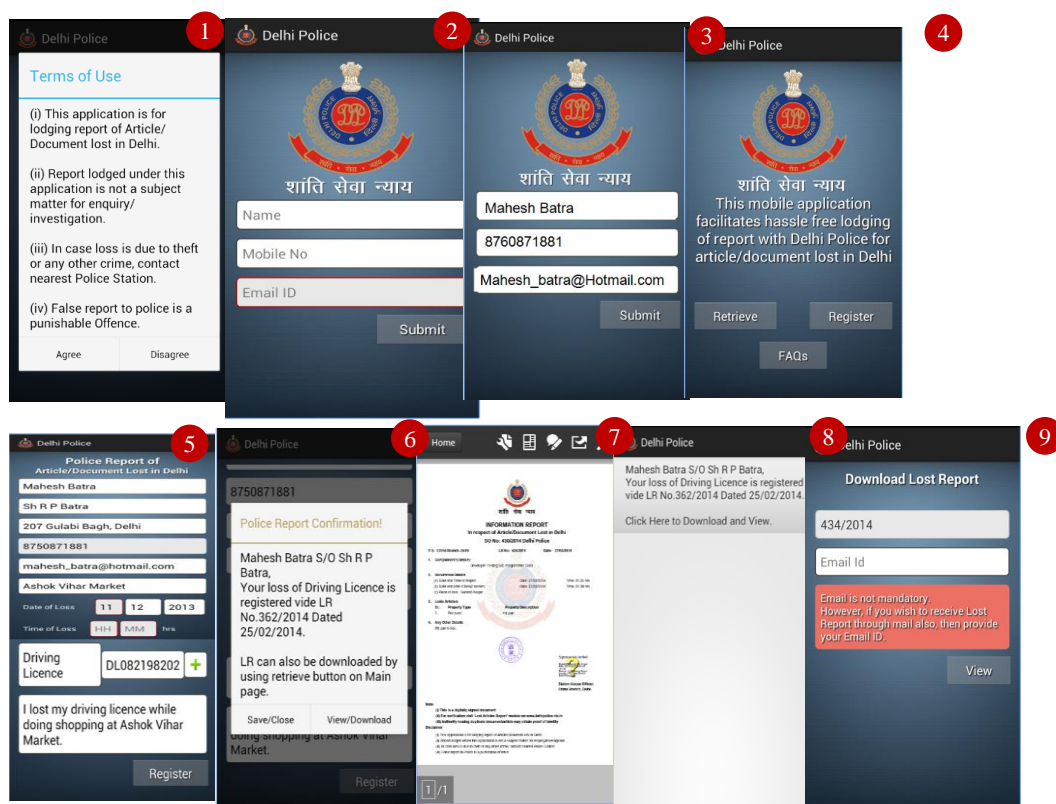 1
Delhi Police
Terms of Use
(i) This application is for
lodging report of Article/
Document lost in Delhi.
(ii) Report lodged under this
application is not a subject
matter for enquiry/
investigation.
(iii) In case loss is due to theft
or any other crime, contact
nearest Police Station.
(iv) False report to police is a
punishable Offence.
Agree Disagree
2
Delhi Police
शांति सेवा न्याय
Name
Mobile No
Email ID
Submit
3
Delhi Police
शांति सेवा न्याय
Mahesh Batra
8760871881
Mahesh_batra@Hotmail.com
Submit
4
Delhi Police
शांति सेवा न्याय
This mobile application
facilitates hassle free lodging
of report with Delhi Police for
article/document lost in Delhi
Retrieve Register
FAQs
5
Delhi Police
Police Report of
Article/Document Lost in Delhi
Mahesh Batra
Sh R P Batra
207 Gulabi Bagh, Delhi
8750871881
mahesh_batra@hotmail.com
Ashok Vihar Market
Date of Loss 11 12 2013
Time of Loss HH MM hrs
Driving
Licence
DL082198202 +
I lost my driving licence while
doing shopping at Ashok Vihar
Market.
Register
6
Delhi Police
8750871881
Police Report Confirmation!
Mahesh Batra S/O Sh R P
Batra,
Your loss of Driving Licence is
registered vide LR
No.362/2014 Dated
25/02/2014.
LR can also be downloaded by
using retrieve button on Main
page.
Save/Close View/Download
doing shopping at Ashok Vihar
Market.
Register
7
Home
शांति सेवा न्याय
INFORMATION REPORT
In respect of Article/Document Lost in Delhi
1/1
8
Delhi Police
Mahesh Batra S/O Sh R P Batra,
Your loss of Driving Licence is registered
vide LR No.362/2014 Dated 25/02/2014.
Click Here to Download and View.
9
Delhi Police
Download Lost Report
434/2014
Email Id
Email is not mandatory.
However, if you wish to receive Lost
Report through mail also, then provide
your Email ID.
View